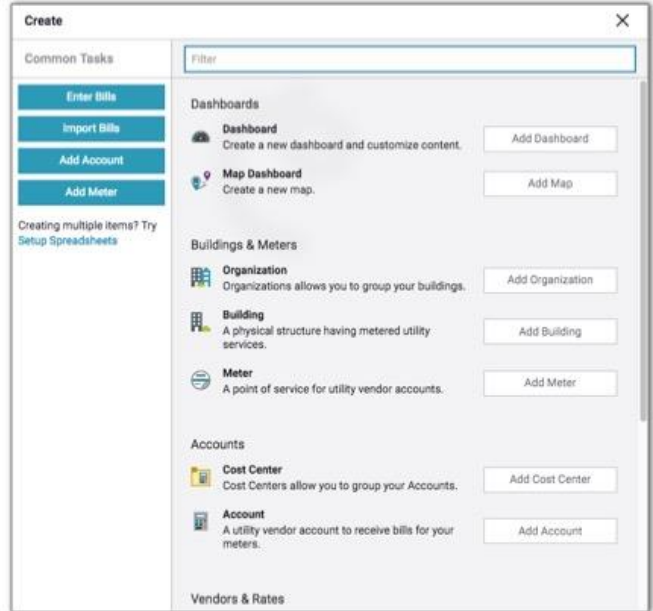 Create
Common Tasks
Enter Bills
Import Bills
Add Account
Add Meter
Creating multiple items? Try
Setup Spreadsheets
Filter
Dashboards
Dashboard
Create a new dashboard and customize content.
Add Dashboard
Map Dashboard
Create a new map.
Add Map
Buildings & Meters
Organization
Organizations allows you to group your buildings.
Add Organization
Building
A physical structure having metered utility
services.
Add Building
Meter
A point of service for utility vendor accounts.
Add Meter
Accounts
Cost Center
Cost Centers allow you to group your Accounts.
Add Cost Center
Account
A utility vendor account to receive bills for your
meters.
Add Account
Vendors & Rates